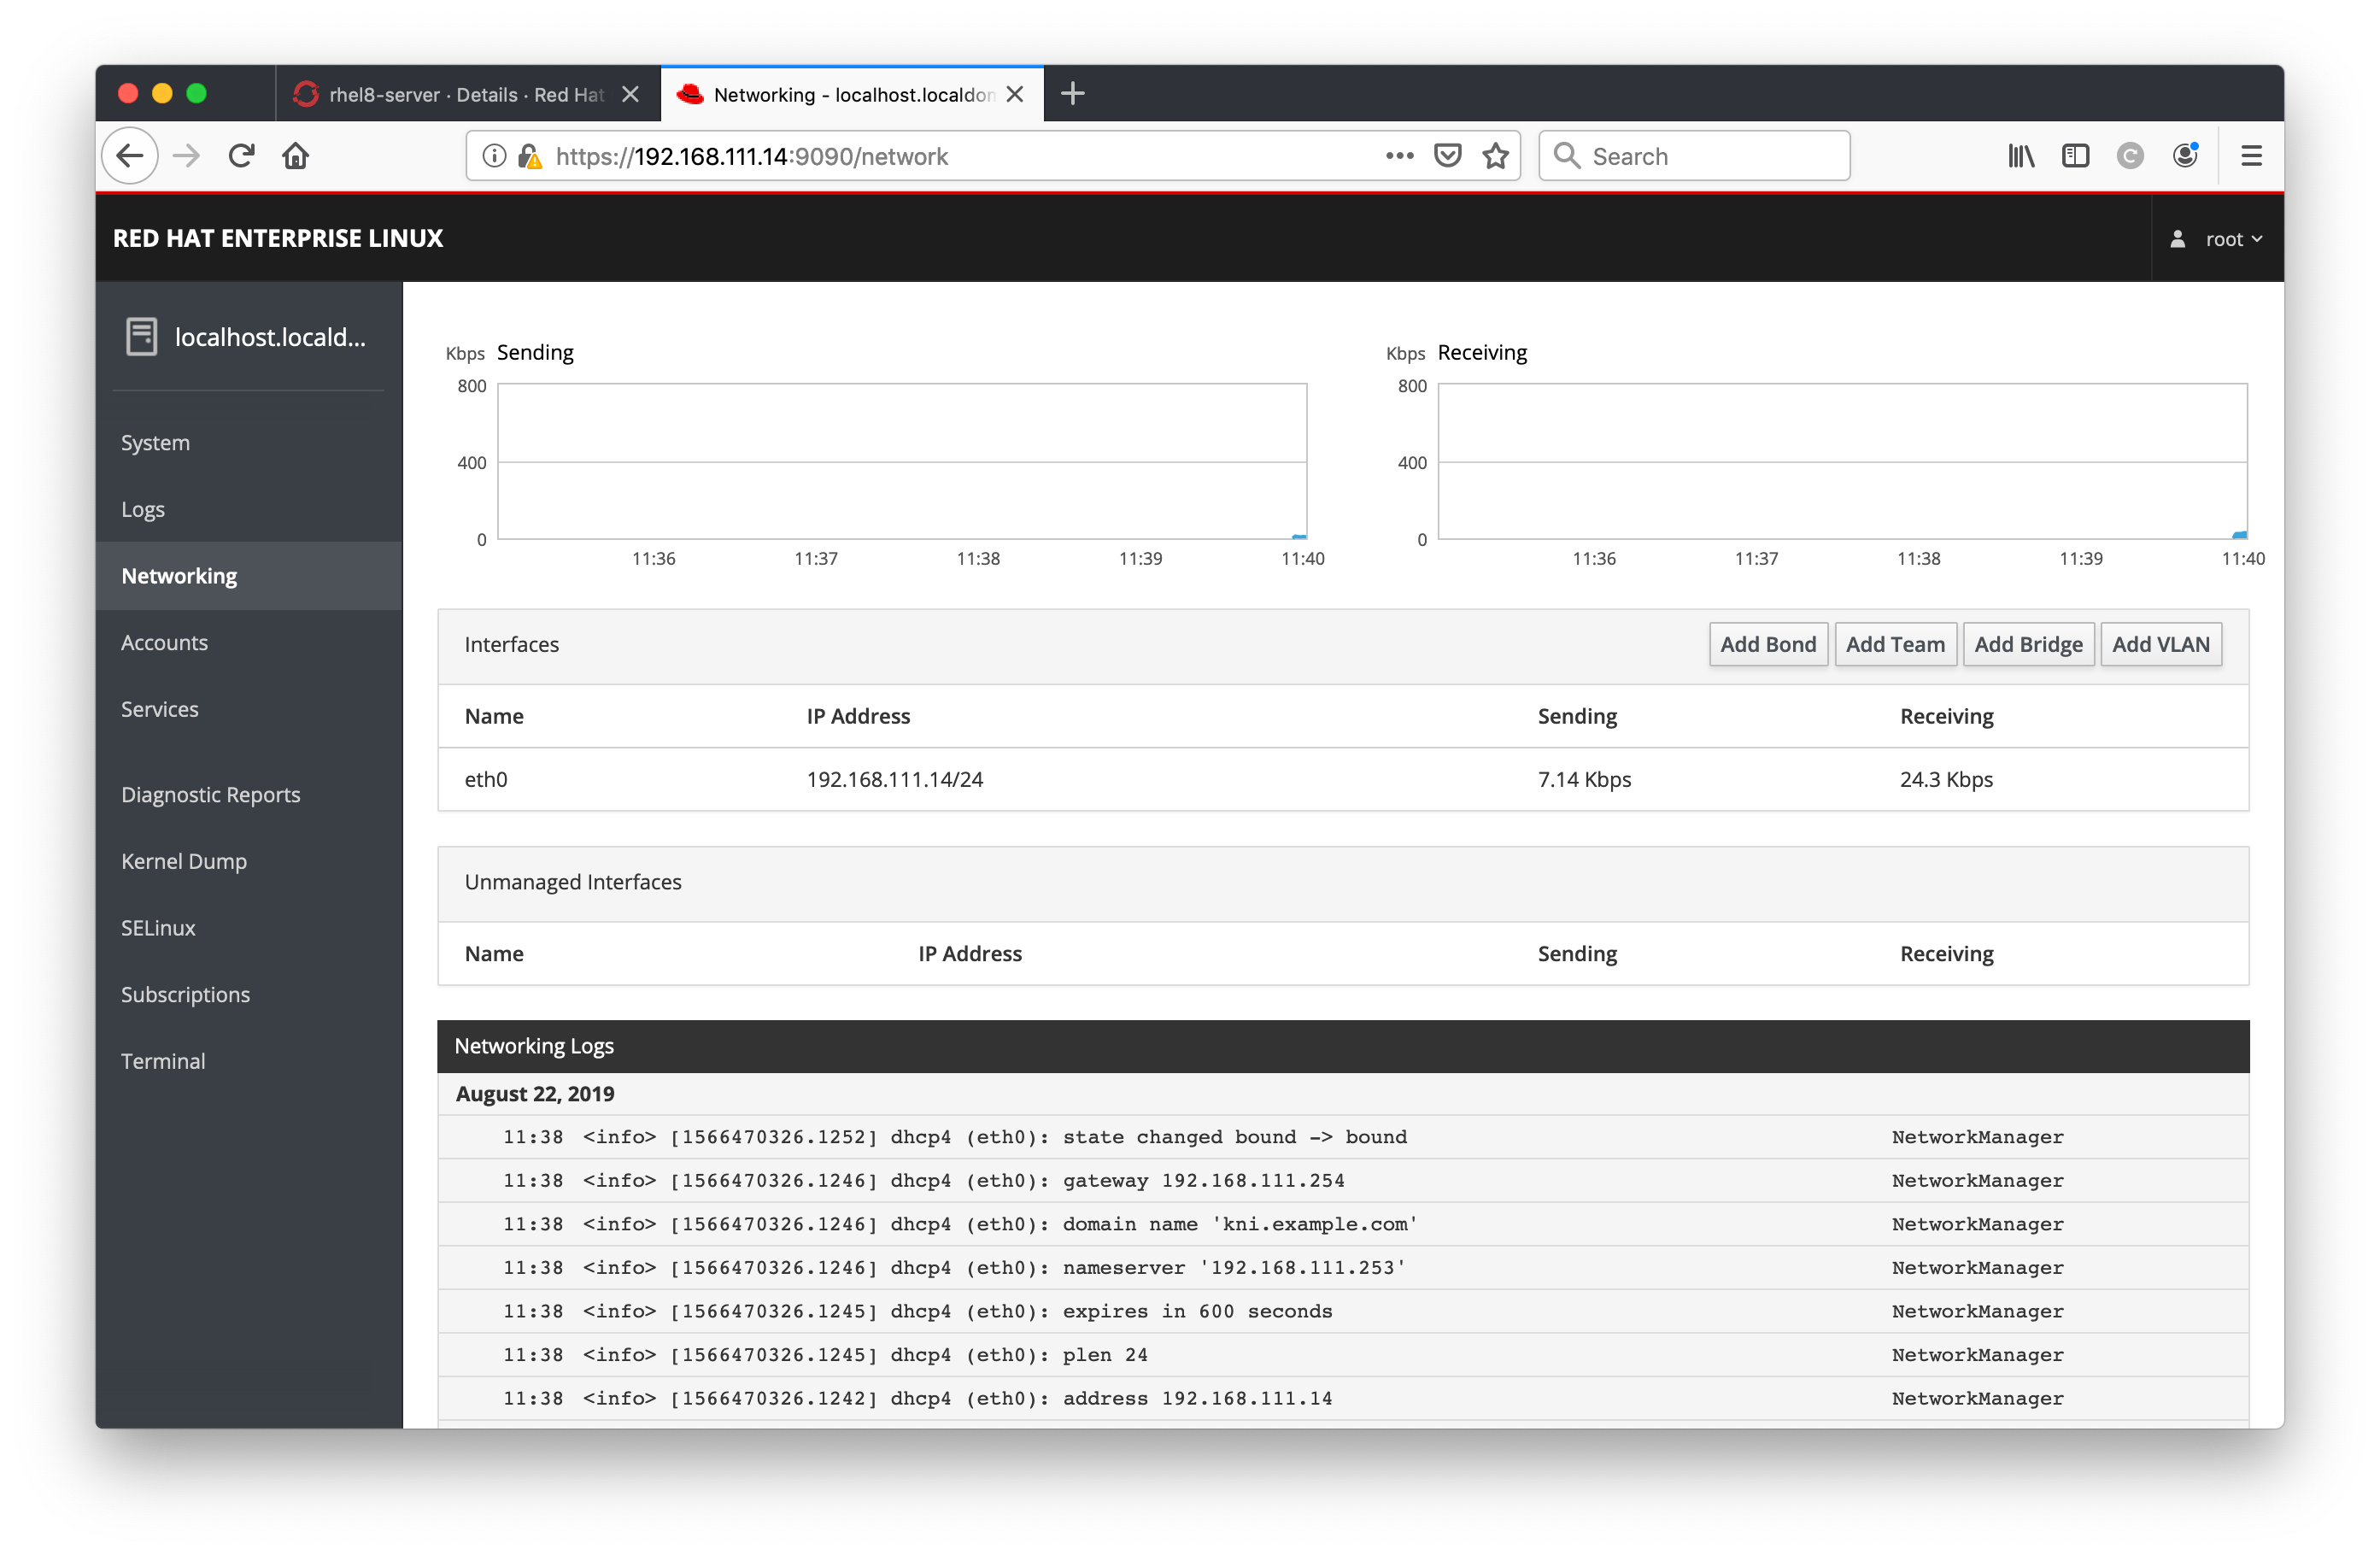 rhel8-server · Details · Red Hat
Networking - localhost.localdon
https://192.168.111.14:9090/network
Search
RED HAT ENTERPRISE LINUX
root
localhost.locald...
System
Logs
Networking
Accounts
Services
Diagnostic Reports
Kernel Dump
SELinux
Subscriptions
Terminal
Kbps Sending
800
400
0
11:36 11:37 11:38 11:39 11:40
Kbps Receiving
800
400
0
11:36 11:37 11:38 11:39 11:40
Interfaces
Add Bond Add Team Add Bridge Add VLAN
Name IP Address Sending Receiving
eth0 192.168.111.14/24 7.14 Kbps 24.3 Kbps
Unmanaged Interfaces
Name IP Address Sending Receiving
Networking Logs
August 22, 2019
11:38 <info> [1566470326.1252] dhcp4 (eth0): state changed bound -> bound NetworkManager
11:38 <info> [1566470326.1246] dhcp4 (eth0): gateway 192.168.111.254 NetworkManager
11:38 <info> [1566470326.1246] dhcp4 (eth0): domain name 'kni.example.com' NetworkManager
11:38 <info> [1566470326.1246] dhcp4 (eth0): nameserver '192.168.111.253' NetworkManager
11:38 <info> [1566470326.1245] dhcp4 (eth0): expires in 600 seconds NetworkManager
11:38 <info> [1566470326.1245] dhcp4 (eth0): plen 24 NetworkManager
11:38 <info> [1566470326.1242] dhcp4 (eth0): address 192.168.111.14 NetworkManager